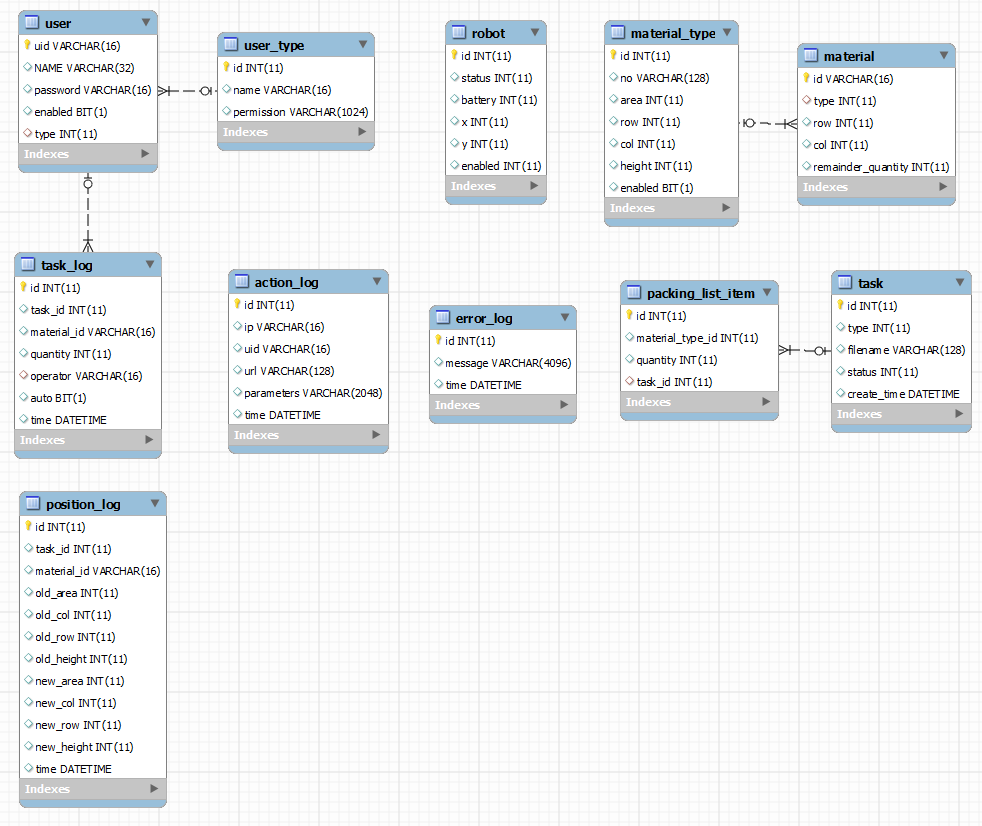 user
uid VARCHAR(16)
NAME VARCHAR(32)
password VARCHAR(16)
enabled BIT(1)
type INT(11)
Indexes
user_type
id INT(11)
name VARCHAR(16)
permission VARCHAR(1024)
Indexes
robot
id INT(11)
status INT(11)
battery INT(11)
x INT(11)
y INT(11)
enabled INT(11)
Indexes
material_type
id INT(11)
no VARCHAR(128)
area INT(11)
row INT(11)
col INT(11)
height INT(11)
enabled BIT(1)
Indexes
material
id VARCHAR(16)
type INT(11)
row INT(11)
col INT(11)
remainder_quantity INT(11)
Indexes
task_log
id INT(11)
task_id INT(11)
material_id VARCHAR(16)
quantity INT(11)
operator VARCHAR(16)
auto BIT(1)
time DATETIME
Indexes
action_log
id INT(11)
ip VARCHAR(16)
uid VARCHAR(16)
url VARCHAR(128)
parameters VARCHAR(2048)
time DATETIME
Indexes
error_log
id INT(11)
message VARCHAR(4096)
time DATETIME
Indexes
packing_list_item
id INT(11)
material_type_id INT(11)
quantity INT(11)
task_id INT(11)
Indexes
task
id INT(11)
type INT(11)
filename VARCHAR(128)
status INT(11)
create_time DATETIME
Indexes
position_log
id INT(11)
task_id INT(11)
material_id VARCHAR(16)
old_area INT(11)
old_col INT(11)
old_row INT(11)
old_height INT(11)
new_area INT(11)
new_col INT(11)
new_row INT(11)
new_height INT(11)
time DATETIME
Indexes